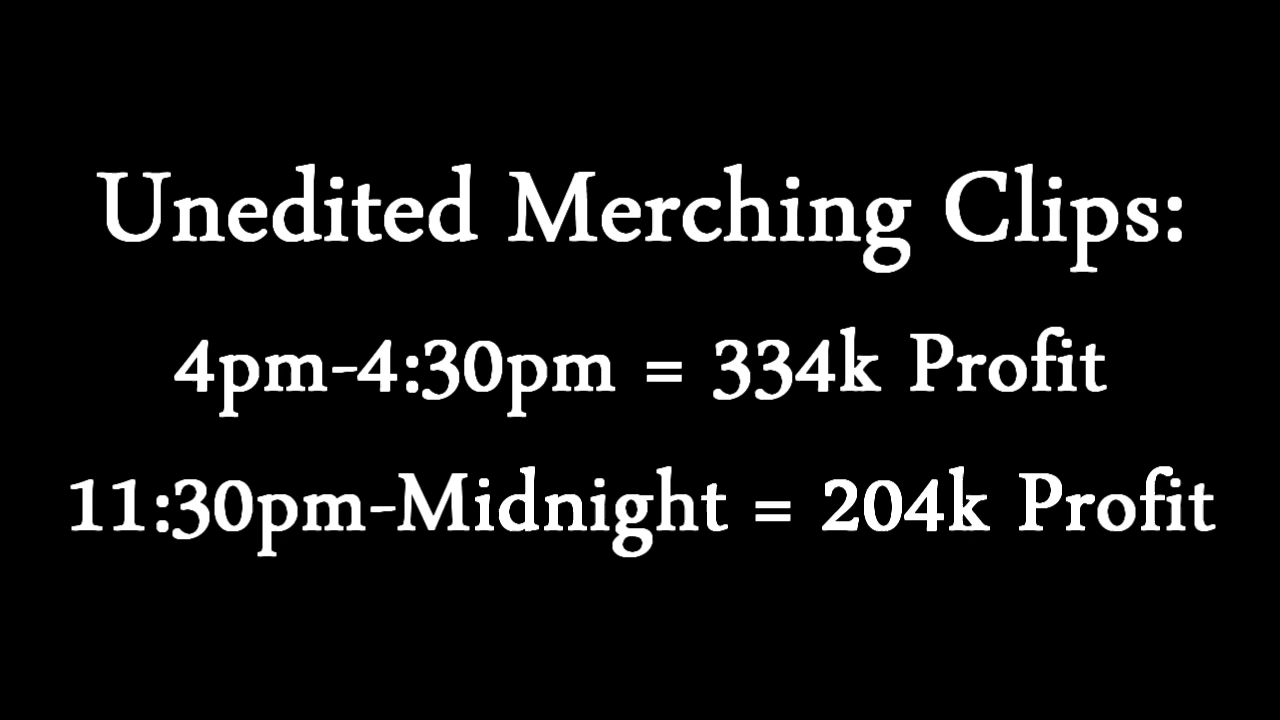 Unedited Merching Clips:
4pm-4:30pm = 334k Profit
11:30pm-Midnight = 204k Profit